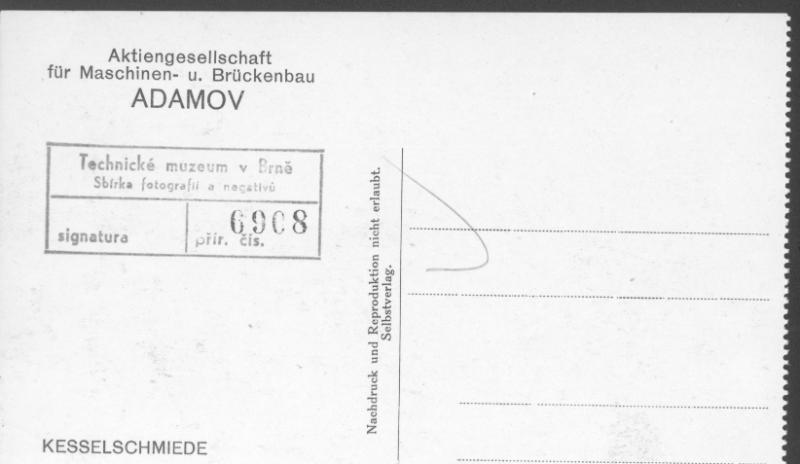 Aktiengesellschaft
für Maschinen- u. Brückenbau
ADAMOV
Technické muzeum v Brně
Sbírka fotografií a negativů
signatura
přír. čís.
6908
Nachdruck und Reproduktion nicht erlaubt.
Selbstverlag.
KESSELSCHMIEDE